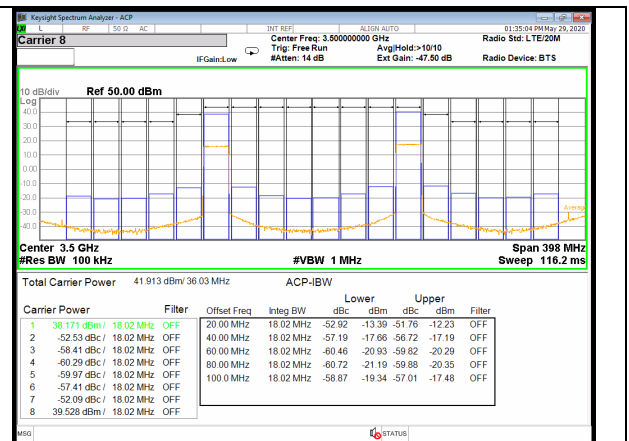 Keysight Spectrum Analyzer - ACP
L RF 50 Ω AC INT REF ALIGN AUTO 01:35:04 PM May 29, 2020
Carrier 8 Center Freq: 3.500000000 GHz Radio Std: LTE/20M
Trig: Free Run Avg|Hold:>10/10
IFGain:Low #Atten: 14 dB Ext Gain: -47.50 dB Radio Device: BTS
10 dB/div Ref 50.00 dBm
Log
40.0
30.0
20.0
10.0
0.00
-10.0
-20.0
-30.0
-40.0
Average
Center 3.5 GHz Span 398 MHz
#Res BW 100 kHz #VBW 1 MHz Sweep 116.2 ms
Total Carrier Power 41.913 dBm/ 36.03 MHz ACP-IBW
Lower Upper
Carrier Power Filter Offset Freq Integ BW dBc dBm dBc dBm Filter
1 38.171 dBm / 18.02 MHz OFF 20.00 MHz 18.02 MHz -52.92 -13.39 -51.76 -12.23 OFF
2 -52.53 dBc / 18.02 MHz OFF 40.00 MHz 18.02 MHz -57.19 -17.66 -56.72 -17.19 OFF
3 -58.41 dBc / 18.02 MHz OFF 60.00 MHz 18.02 MHz -60.46 -20.93 -59.82 -20.29 OFF
4 -60.29 dBc / 18.02 MHz OFF 80.00 MHz 18.02 MHz -60.72 -21.19 -59.88 -20.35 OFF
5 -59.97 dBc / 18.02 MHz OFF 100.0 MHz 18.02 MHz -58.87 -19.34 -57.01 -17.48 OFF
6 -57.41 dBc / 18.02 MHz OFF
7 -52.09 dBc / 18.02 MHz OFF
8 39.528 dBm / 18.02 MHz OFF
MSG STATUS